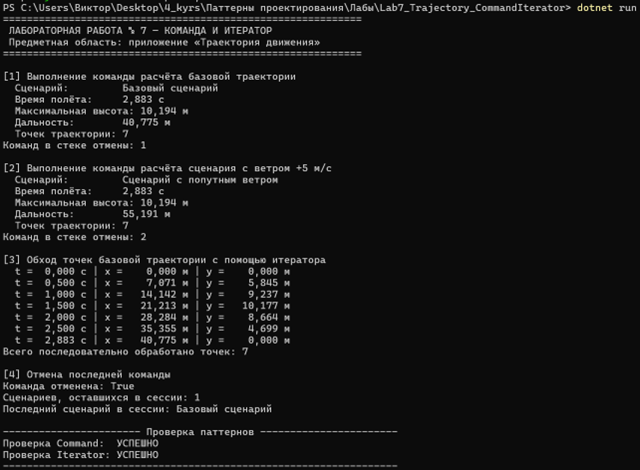 PS C:\Users\Виктор\Desktop\4_kyrs\Паттерны проектирования\Лабы\Lab7_Trajectory_CommandIterator> dotnet run
============================================================
ЛАБОРАТОРНАЯ РАБОТА № 7 — КОМАНДА И ИТЕРАТОР
Предметная область: приложение «Траектория движения»
============================================================
[1] Выполнение команды расчёта базовой траектории
Сценарий: Базовый сценарий
Время полёта: 2,883 с
Максимальная высота: 10,194 м
Дальность: 40,775 м
Точек траектории: 7
Команд в стеке отмены: 1
[2] Выполнение команды расчёта сценария с ветром +5 м/с
Сценарий: Сценарий с попутным ветром
Время полёта: 2,883 с
Максимальная высота: 10,194 м
Дальность: 55,191 м
Точек траектории: 7
Команд в стеке отмены: 2
[3] Обход точек базовой траектории с помощью итератора
t = 0,000 с | x = 0,000 м | y = 0,000 м
t = 0,500 с | x = 7,071 м | y = 5,845 м
t = 1,000 с | x = 14,142 м | y = 9,237 м
t = 1,500 с | x = 21,213 м | y = 10,177 м
t = 2,000 с | x = 28,284 м | y = 8,664 м
t = 2,500 с | x = 35,355 м | y = 4,699 м
t = 2,883 с | x = 40,775 м | y = 0,000 м
Всего последовательно обработано точек: 7
[4] Отмена последней команды
Команда отменена: True
Сценариев, оставшихся в сессии: 1
Последний сценарий в сессии: Базовый сценарий
----------------------- Проверка паттернов -----------------------
Проверка Command: УСПЕШНО
Проверка Iterator: УСПЕШНО
------------------------------------------------------------------